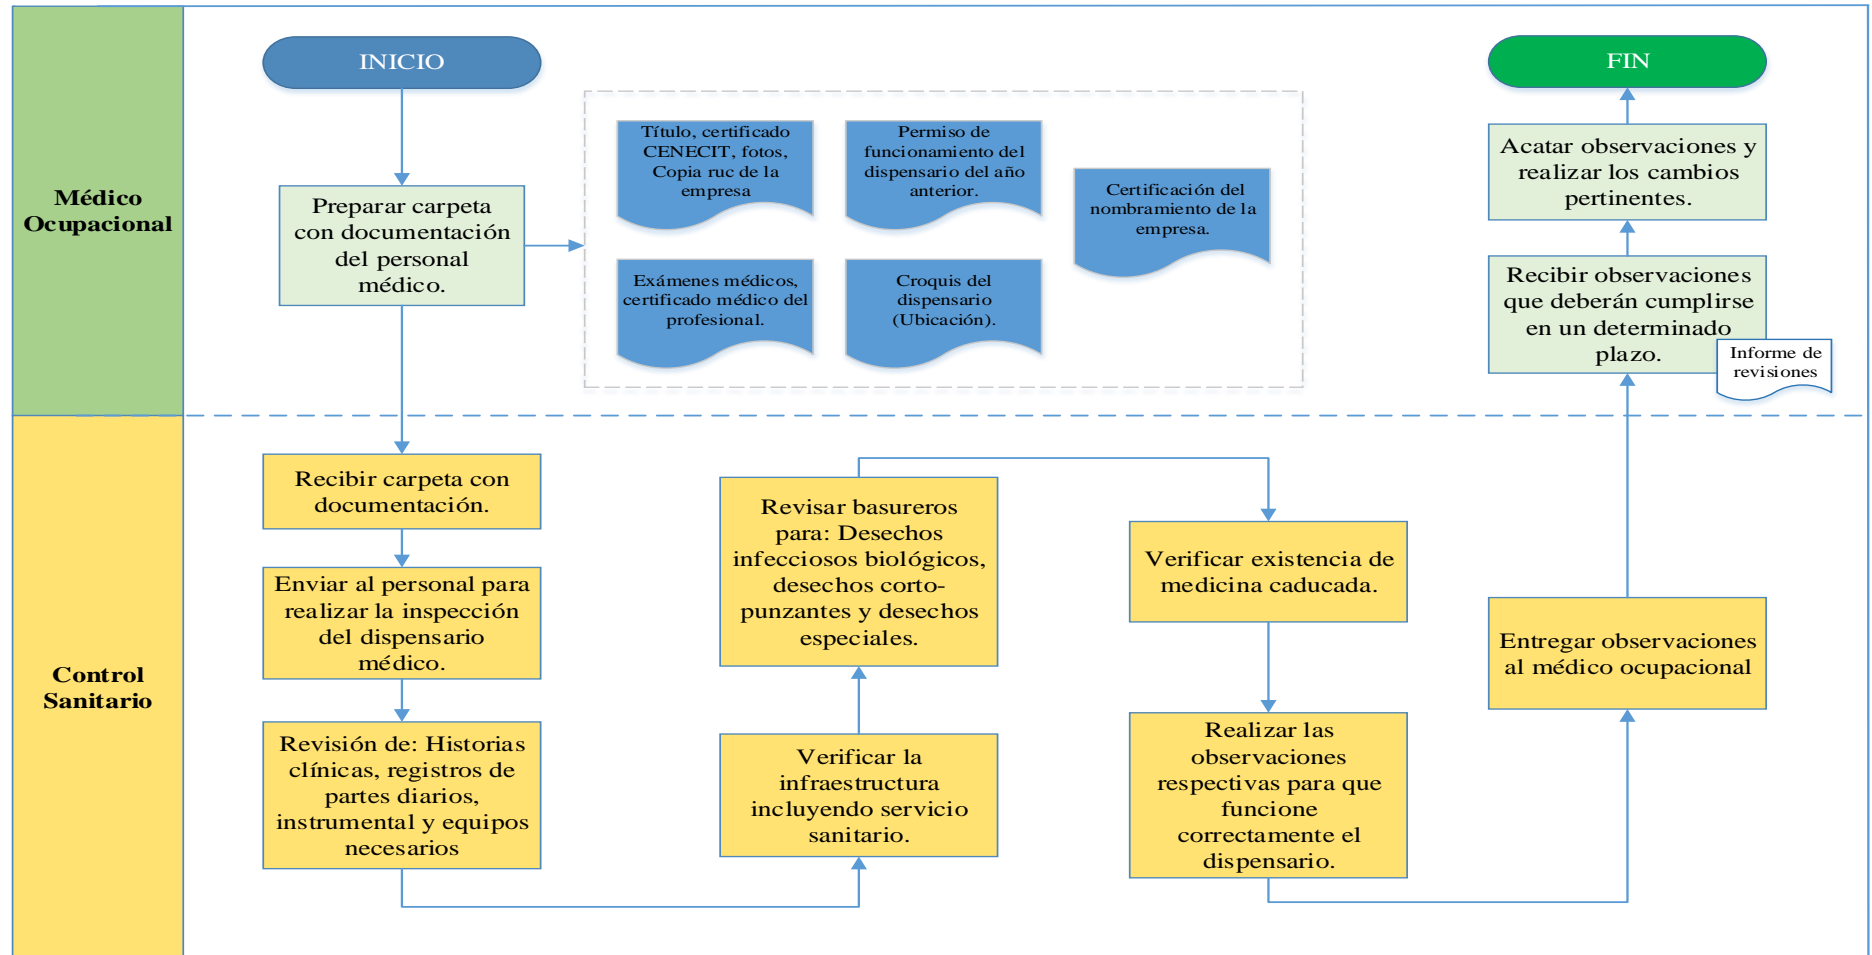 INICIO
FIN
Médico
Ocupacional
Preparar carpeta
con documentación
del personal
médico.
Título, certificado
CENECIT, fotos,
Copia ruc de la
empresa
Permiso de
funcionamiento del
dispensario del año
anterior.
Certificación del
nombramiento de la
empresa.
Exámenes médicos,
certificado médico del
profesional.
Croquis del
dispensario
(Ubicación).
Acatar observaciones y
realizar los cambios
pertinentes.
Recibir observaciones
que deberán cumplirse
en un determinado
plazo.
Informe de
revisiones
Control
Sanitario
Recibir carpeta con
documentación.
Enviar al personal para
realizar la inspección
del dispensario
médico.
Revisión de: Historias
clínicas, registros de
partes diarios,
instrumental y equipos
necesarios
Revisar basureros
para: Desechos
infecciosos biológicos,
desechos corto-
punzantes y desechos
especiales.
Verificar la
infraestructura
incluyendo servicio
sanitario.
Verificar existencia de
medicina caducada.
Realizar las
observaciones
respectivas para que
funcione
correctamente el
dispensario.
Entregar observaciones
al médico ocupacional